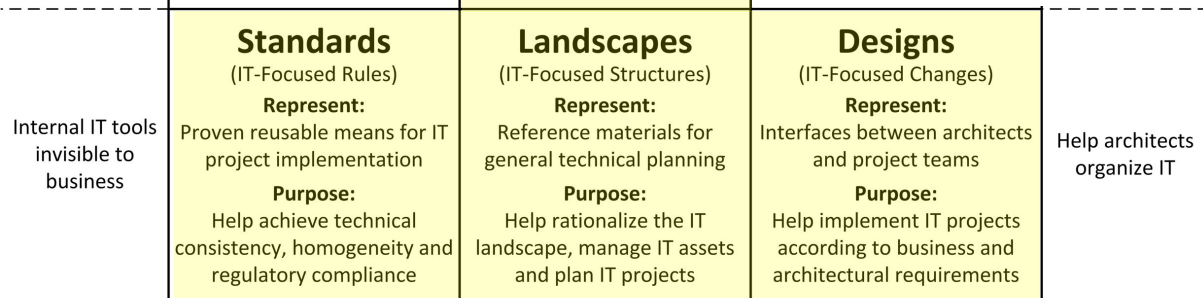 Internal IT tools
invisible to
business
Standards
(IT-Focused Rules)
Represent:
Proven reusable means for IT
project implementation
Purpose:
Help achieve technical
consistency, homogeneity and
regulatory compliance
Landscapes
(IT-Focused Structures)
Represent:
Reference materials for
general technical planning
Purpose:
Help rationalize the IT
landscape, manage IT assets
and plan IT projects
Designs
(IT-Focused Changes)
Represent:
Interfaces between architects
and project teams
Purpose:
Help implement IT projects
according to business and
architectural requirements
Help architects
organize IT